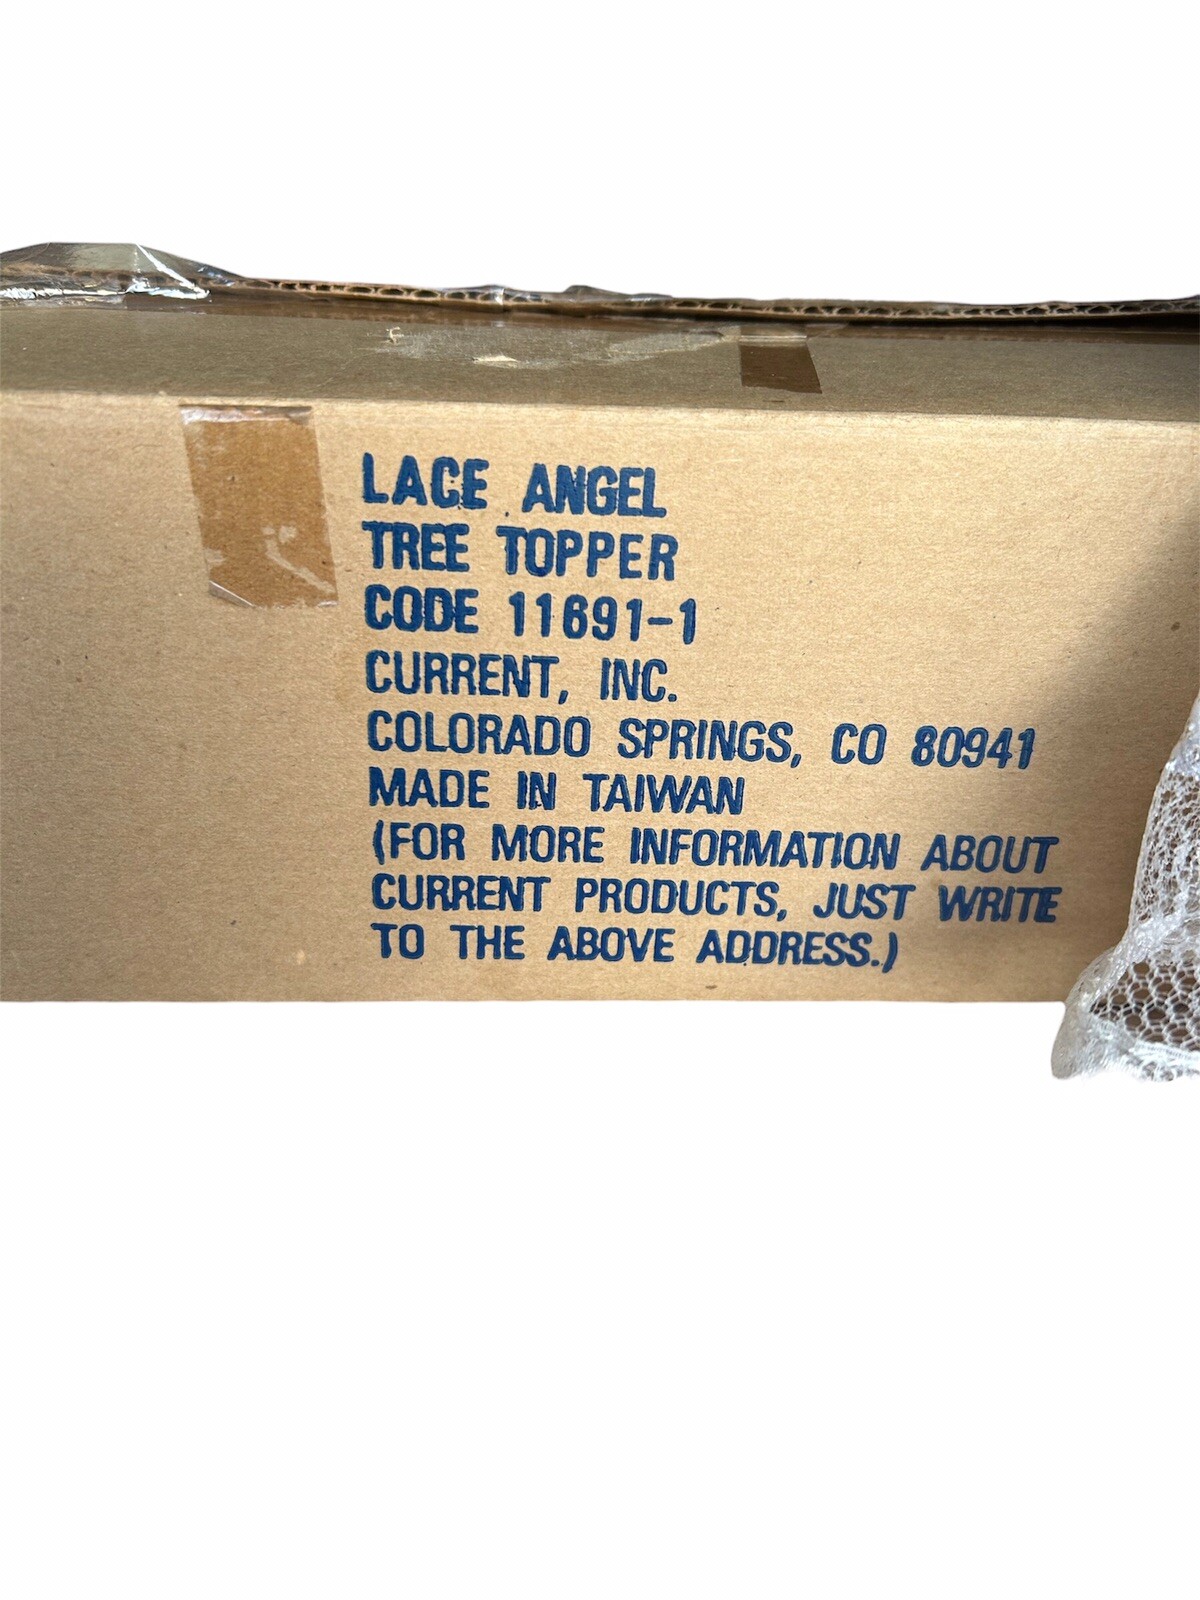 LACE ANGEL
TREE TOPPER
CODE 11691-1
CURRENT, INC.
COLORADO SPRINGS, CO 80941
MADE IN TAIWAN
(FOR MORE INFORMATION ABOUT
CURRENT PRODUCTS, JUST WRITE
TO THE ABOVE ADDRESS.)